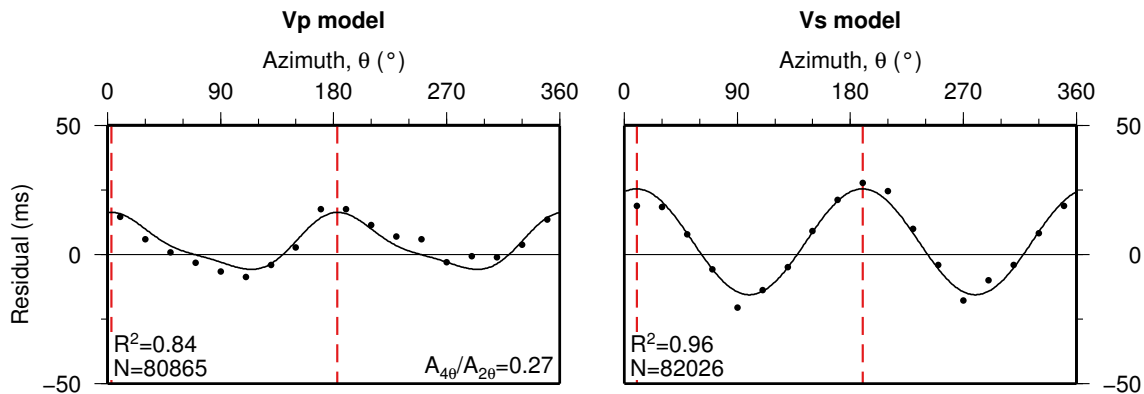 Vp model
Azimuth, θ (°)
0 90 180 270 360
50
0
−50
Residual (ms)
R²=0.84
N=80865
A₄θ/A₂θ=0.27
Vs model
Azimuth, θ (°)
0 90 180 270 360
50
0
−50
R²=0.96
N=82026